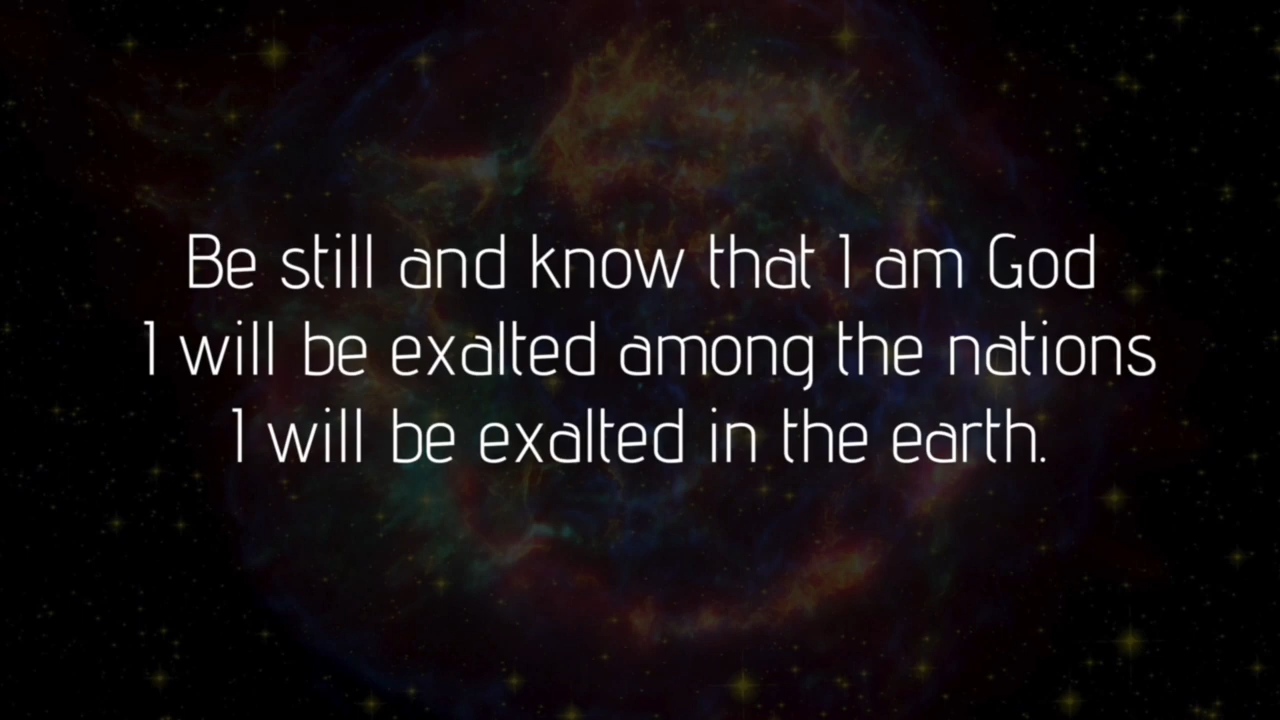 Be still and know that I am God
I will be exalted among the nations
I will be exalted in the earth.